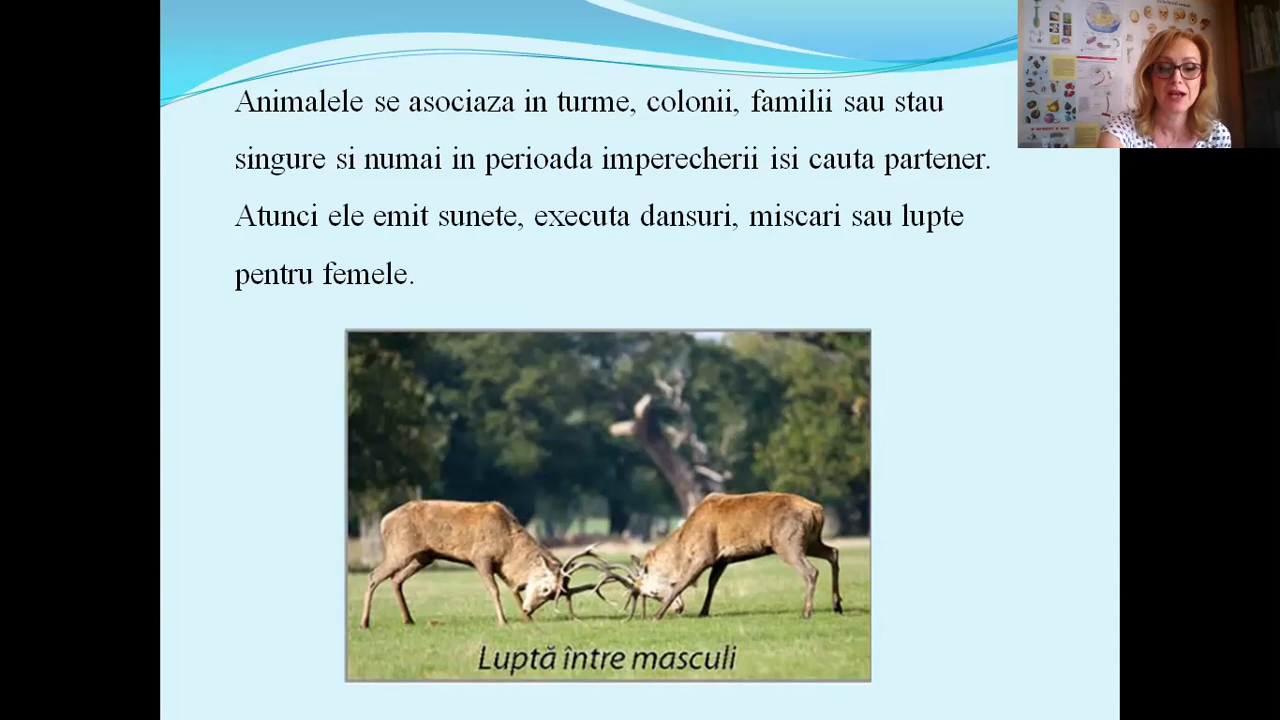 Animalele se asociaza in turme, colonii, familii sau stau
singure si numai in perioada imperecherii isi cauta partener.
Atunci ele emit sunete, executa dansuri, miscari sau lupte
pentru femele.
Luptă între masculi